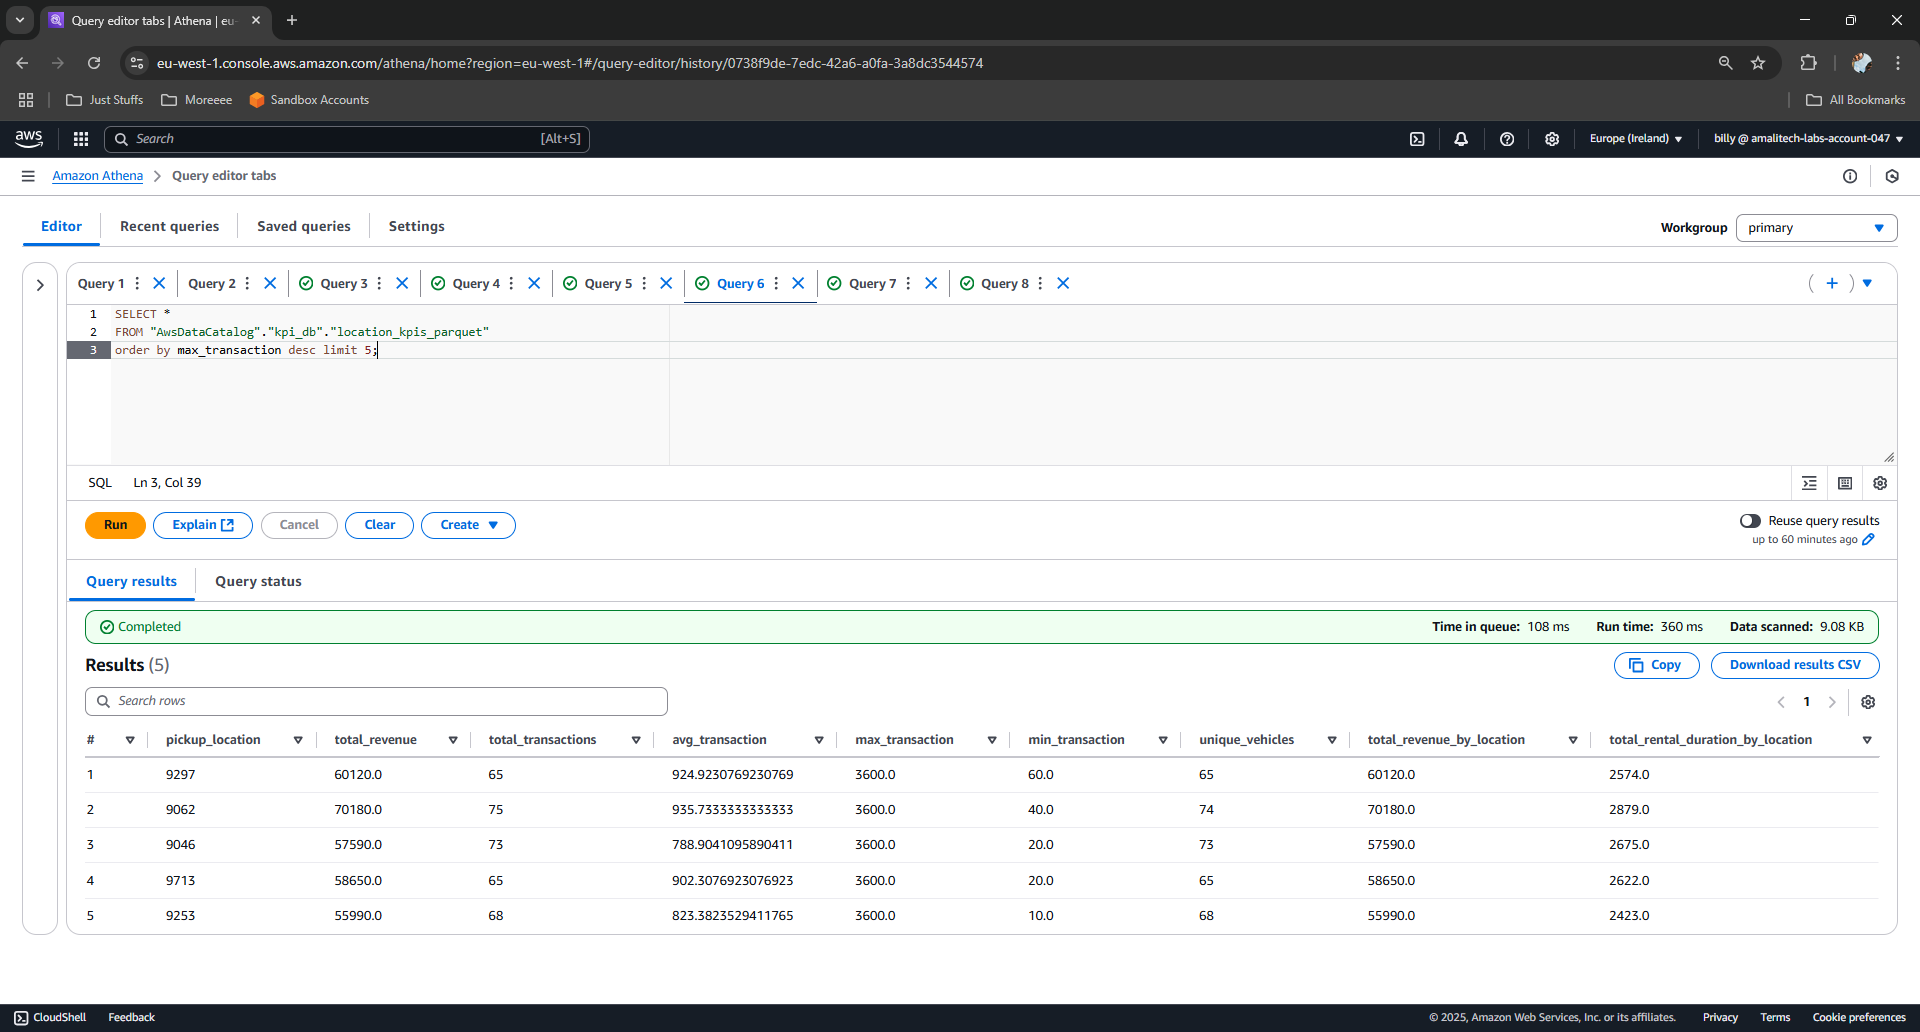 Query editor tabs | Athena | eu-
eu-west-1.console.aws.amazon.com/athena/home?region=eu-west-1#/query-editor/history/0738f9de-7edc-42a6-a0fa-3a8dc3544574
Just Stuffs Moreeee Sandbox Accounts All Bookmarks
aws Search [Alt+S] Europe (Ireland) billy @ amalitech-labs-account-047
Amazon Athena Query editor tabs
Editor Recent queries Saved queries Settings Workgroup primary
Query 1 Query 2 Query 3 Query 4 Query 5 Query 6 Query 7 Query 8
1 SELECT *
2 FROM "AwsDataCatalog"."kpi_db"."location_kpis_parquet"
3 order by max_transaction desc limit 5;
SQL Ln 3, Col 39
Run Explain Cancel Clear Create Reuse query results
up to 60 minutes ago
Query results Query status
Completed Time in queue: 108 ms Run time: 360 ms Data scanned: 9.08 KB
Results (5) Copy Download results CSV
Search rows 1
# pickup_location total_revenue total_transactions avg_transaction max_transaction min_transaction unique_vehicles total_revenue_by_location total_rental_duration_by_location
1 9297 60120.0 65 924.9230769230769 3600.0 60.0 65 60120.0 2574.0
2 9062 70180.0 75 935.7333333333333 3600.0 40.0 74 70180.0 2879.0
3 9046 57590.0 73 788.9041095890411 3600.0 20.0 73 57590.0 2675.0
4 9713 58650.0 65 902.3076923076923 3600.0 20.0 65 58650.0 2622.0
5 9253 55990.0 68 823.3823529411765 3600.0 10.0 68 55990.0 2423.0
CloudShell Feedback © 2025, Amazon Web Services, Inc. or its affiliates. Privacy Terms Cookie preferences